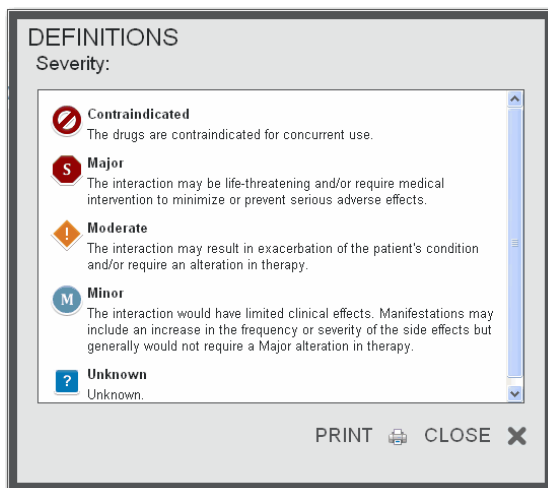 DEFINITIONS
Severity:
Contraindicated
The drugs are contraindicated for concurrent use.
S
Major
The interaction may be life-threatening and/or require medical
intervention to minimize or prevent serious adverse effects.
!
Moderate
The interaction may result in exacerbation of the patient's condition
and/or require an alteration in therapy.
M
Minor
The interaction would have limited clinical effects. Manifestations may
include an increase in the frequency or severity of the side effects but
generally would not require a Major alteration in therapy.
?
Unknown
Unknown.
PRINT CLOSE